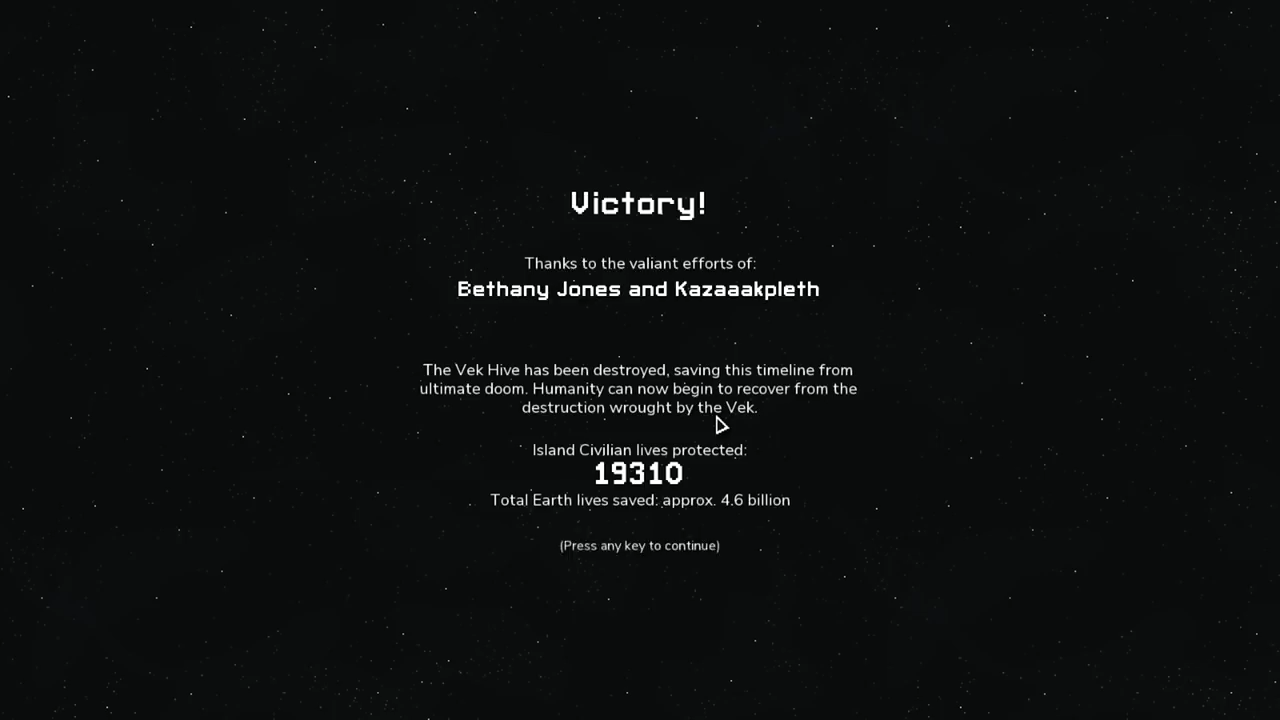 Victory!
Thanks to the valiant efforts of:
Bethany Jones and Kazaaakpleth
The Vek Hive has been destroyed, saving this timeline from
ultimate doom. Humanity can now begin to recover from the
destruction wrought by the Vek.
Island Civilian lives protected:
19310
Total Earth lives saved: approx. 4.6 billion
(Press any key to continue)